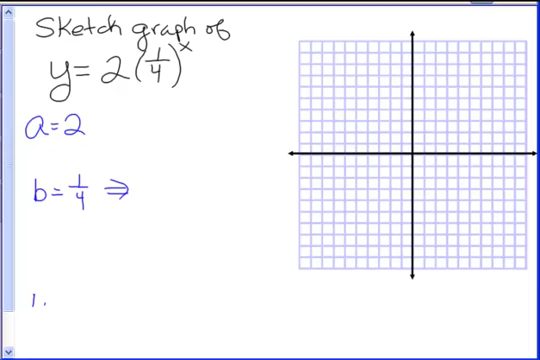 Sketch graph of
y = 2(1/4)^x
a = 2
b = 1/4 ⇒
1.